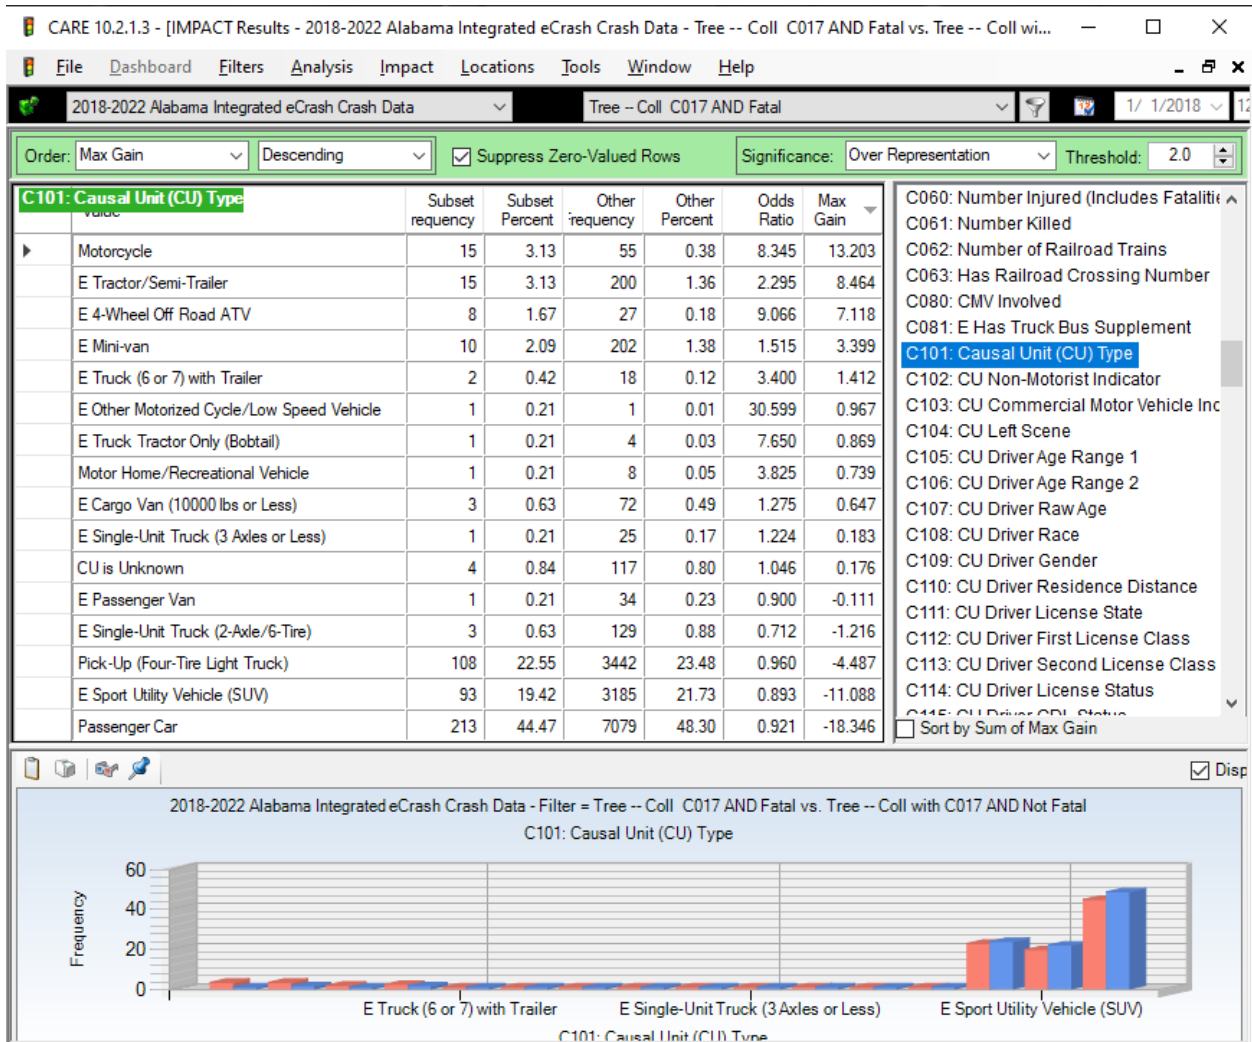 CARE 10.2.1.3 - [IMPACT Results - 2018-2022 Alabama Integrated eCrash Crash Data - Tree -- Coll C017 AND Fatal vs. Tree -- Coll wi...
File Dashboard Filters Analysis Impact Locations Tools Window Help
2018-2022 Alabama Integrated eCrash Crash Data Tree -- Coll C017 AND Fatal 1/ 1/2018 12
Order: Max Gain Descending Suppress Zero-Valued Rows Significance: Over Representation Threshold: 2.0
C101: Causal Unit (CU) Type
Subset Subset Other Other Odds Max
requency Percent Frequency Percent Ratio Gain
Motorcycle 15 3.13 55 0.38 8.345 13.203
E Tractor/Semi-Trailer 15 3.13 200 1.36 2.295 8.464
E 4-Wheel Off Road ATV 8 1.67 27 0.18 9.066 7.118
E Mini-van 10 2.09 202 1.38 1.515 3.399
E Truck (6 or 7) with Trailer 2 0.42 18 0.12 3.400 1.412
E Other Motorized Cycle/Low Speed Vehicle 1 0.21 1 0.01 30.599 0.967
E Truck Tractor Only (Bobtail) 1 0.21 4 0.03 7.650 0.869
Motor Home/Recreational Vehicle 1 0.21 8 0.05 3.825 0.739
E Cargo Van (10000 lbs or Less) 3 0.63 72 0.49 1.275 0.647
E Single-Unit Truck (3 Axles or Less) 1 0.21 25 0.17 1.224 0.183
CU is Unknown 4 0.84 117 0.80 1.046 0.176
E Passenger Van 1 0.21 34 0.23 0.900 -0.111
E Single-Unit Truck (2-Axle/6-Tire) 3 0.63 129 0.88 0.712 -1.216
Pick-Up (Four-Tire Light Truck) 108 22.55 3442 23.48 0.960 -4.487
E Sport Utility Vehicle (SUV) 93 19.42 3185 21.73 0.893 -11.088
Passenger Car 213 44.47 7079 48.30 0.921 -18.346
C060: Number Injured (Includes Fatalitie
C061: Number Killed
C062: Number of Railroad Trains
C063: Has Railroad Crossing Number
C080: CMV Involved
C081: E Has Truck Bus Supplement
C101: Causal Unit (CU) Type
C102: CU Non-Motorist Indicator
C103: CU Commercial Motor Vehicle Inc
C104: CU Left Scene
C105: CU Driver Age Range 1
C106: CU Driver Age Range 2
C107: CU Driver Raw Age
C108: CU Driver Race
C109: CU Driver Gender
C110: CU Driver Residence Distance
C111: CU Driver License State
C112: CU Driver First License Class
C113: CU Driver Second License Class
C114: CU Driver License Status
C115: CU Driver CDL Status
Sort by Sum of Max Gain
Disp
2018-2022 Alabama Integrated eCrash Crash Data - Filter = Tree -- Coll C017 AND Fatal vs. Tree -- Coll with C017 AND Not Fatal
C101: Causal Unit (CU) Type
Frequency
60
40
20
0
E Truck (6 or 7) with Trailer E Single-Unit Truck (3 Axles or Less) E Sport Utility Vehicle (SUV)
C101: Causal Unit (CU) Type